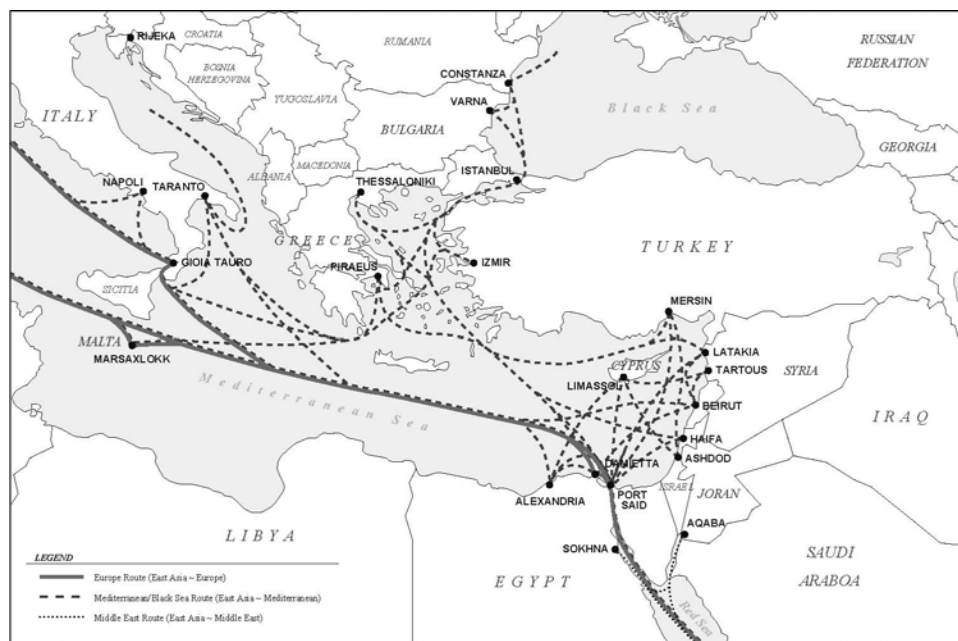 RIJEKA
CROATIA
RUMANIA
RUSSIAN
FEDERATION
BOSNIA
HERZEGOVINA
CONSTANZA
YUGOSLAVIA
VARNA
Black Sea
ITALY
BULGARIA
GEORGIA
MACEDONIA
ALBANIA
NAPOLI
TARANTO
THESSALONIKI
ISTANBUL
GREECE
TURKEY
GIOIA TAURO
PIRAEUS
IZMIR
SICITIA
MERSIN
MALTA
MARSAXLOKK
LATAKIA
CYPRUS
TARTOUS
SYRIA
LIMASSOL
Mediterranean Sea
BEIRUT
IRAQ
HAIFA
DAMIETTA
ASHDOD
ISRAEL
JORAN
ALEXANDRIA
PORT
SAID
AQABA
LIBYA
SOKHNA
SAUDI
ARABOA
EGYPT
Red Sea
LEGEND
Europe Route (East Asia ~ Europe)
Mediterranean/Black Sea Route (East Asia ~ Mediterranean)
Middle East Route (East Asia ~ Middle East)